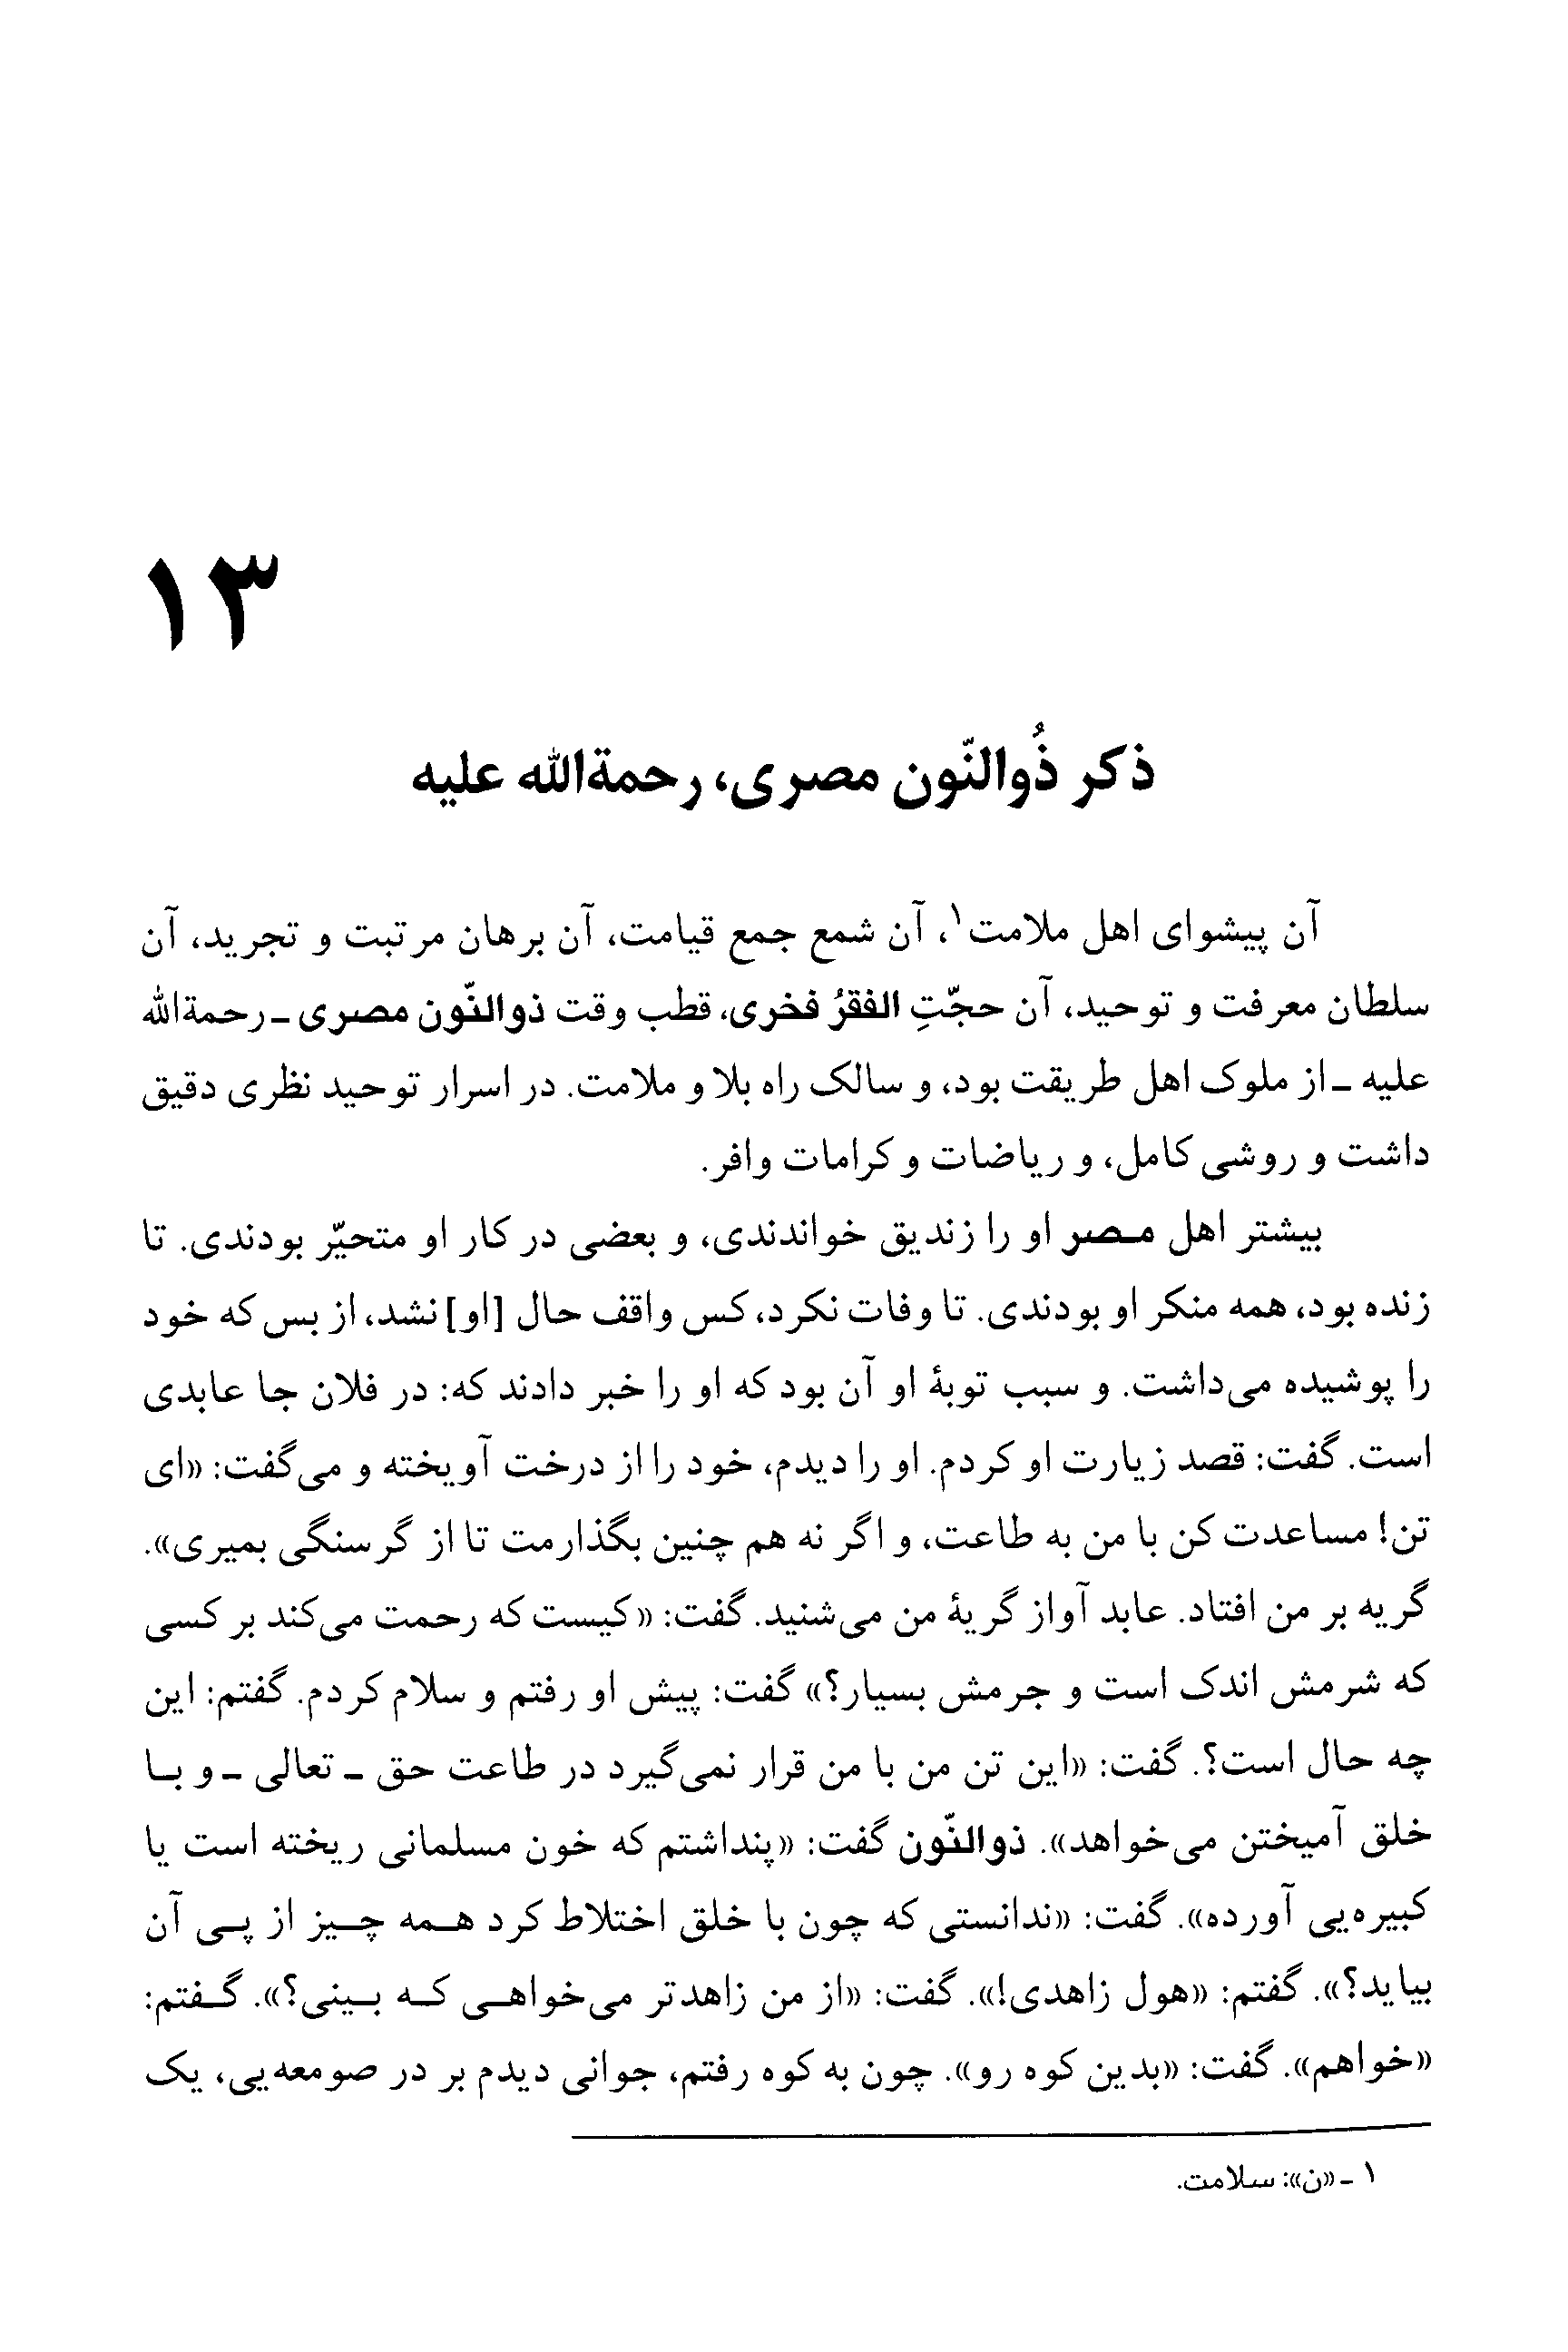 ۱۳
ذکر ذُوالنّون مصری، رحمةالله علیه
آن پیشوای اهل ملامت۱، آن شمع جمع قیامت، آن برهان مرتبت و تجرید، آن
سلطان معرفت و توحید، آن حجّتِ الفقرُ فخری، قطب وقت ذوالنّون مصری ـ رحمةالله
علیه ـ از ملوک اهل طریقت بود، و سالک راه بلا و ملامت. در اسرار توحید نظری دقیق
داشت و روشی کامل، و ریاضات و کرامات وافر.
بیشتر اهل مصر او را زندیق خواندندی، و بعضی در کار او متحیّر بودندی. تا
زنده بود، همه منکر او بودندی. تا وفات نکرد، کس واقف حال [او] نشد، از بس که خود
را پوشیده می‌داشت. و سبب توبهٔ او آن بود که او را خبر دادند که: در فلان جا عابدی
است. گفت: قصد زیارت او کردم. او را دیدم، خود را از درخت آویخته و می‌گفت: «ای
تن! مساعدت کن با من به طاعت، و اگر نه هم چنین بگذارمت تا از گرسنگی بمیری».
گریه بر من افتاد. عابد آواز گریهٔ من می‌شنید. گفت: «کیست که رحمت می‌کند بر کسی
که شرمش اندک است و جرمش بسیار؟» گفت: پیش او رفتم و سلام کردم. گفتم: این
چه حال است؟. گفت: «این تن من با من قرار نمی‌گیرد در طاعت حق ـ تعالی ـ و با
خلق آمیختن می‌خواهد». ذوالنّون گفت: «پنداشتم که خون مسلمانی ریخته است یا
کبیره‌یی آورده». گفت: «ندانستی که چون با خلق اختلاط کرد همه چیز از پی آن
بیاید؟». گفتم: «هول زاهدی!». گفت: «از من زاهدتر می‌خواهی که بینی؟». گفتم:
«خواهم». گفت: «بدین کوه رو». چون به کوه رفتم، جوانی دیدم بر در صومعه‌یی، یک
۱ ـ «ن»: سلامت.